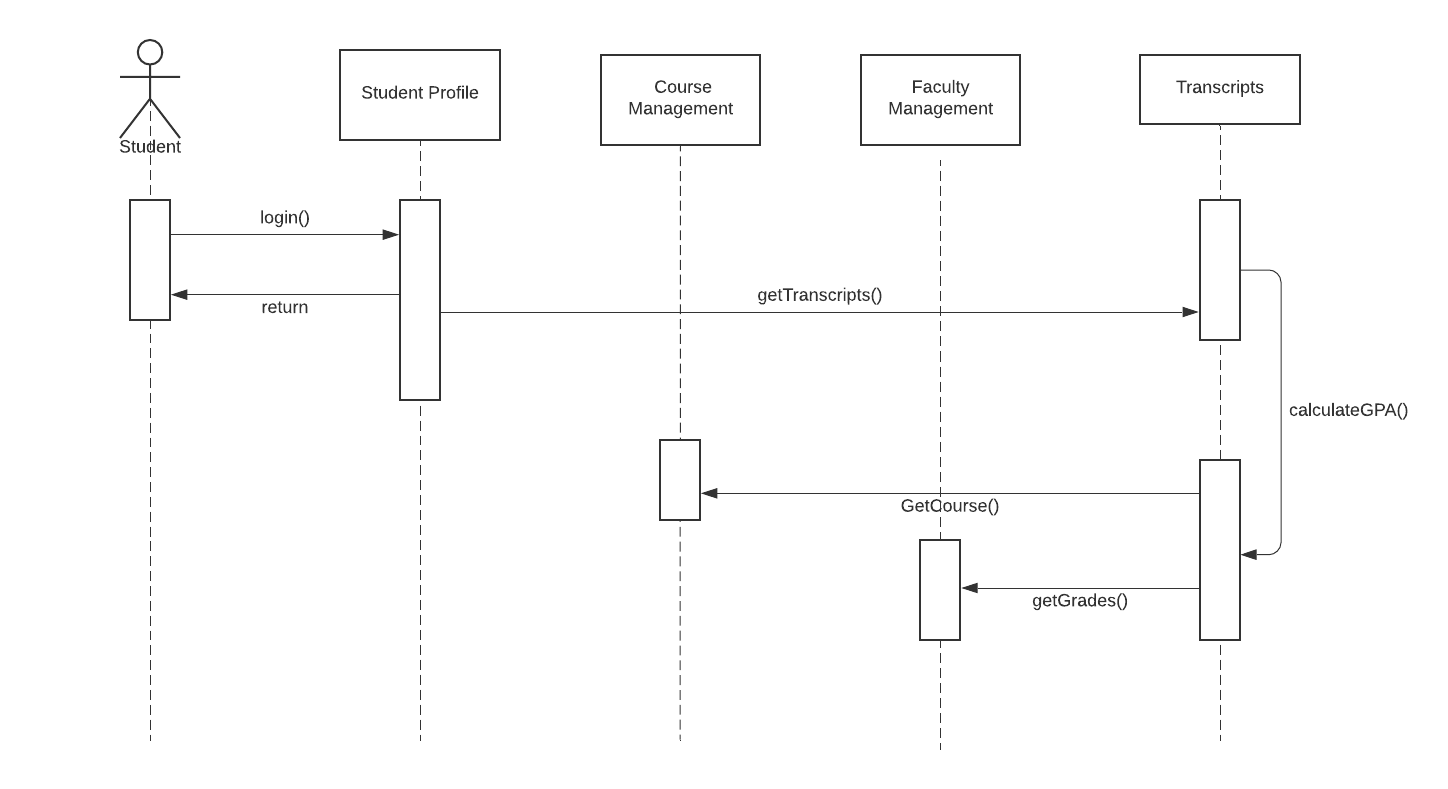 Student
Student Profile
Course
Management
Faculty
Management
Transcripts
login()
return
getTranscripts()
calculateGPA()
GetCourse()
getGrades()